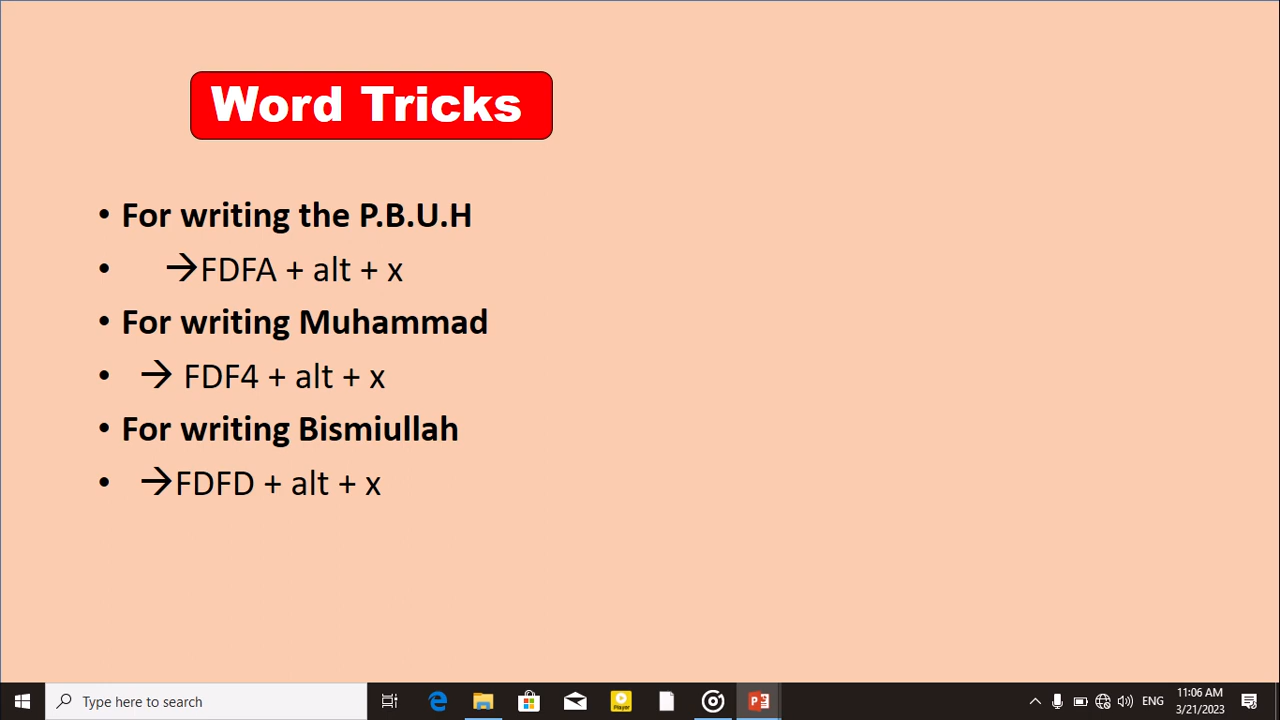 Word Tricks
• For writing the P.B.U.H
• →FDFA + alt + x
• For writing Muhammad
• → FDF4 + alt + x
• For writing Bismiullah
• →FDFD + alt + x
Type here to search
Player
ENG
11:06 AM
3/21/2023